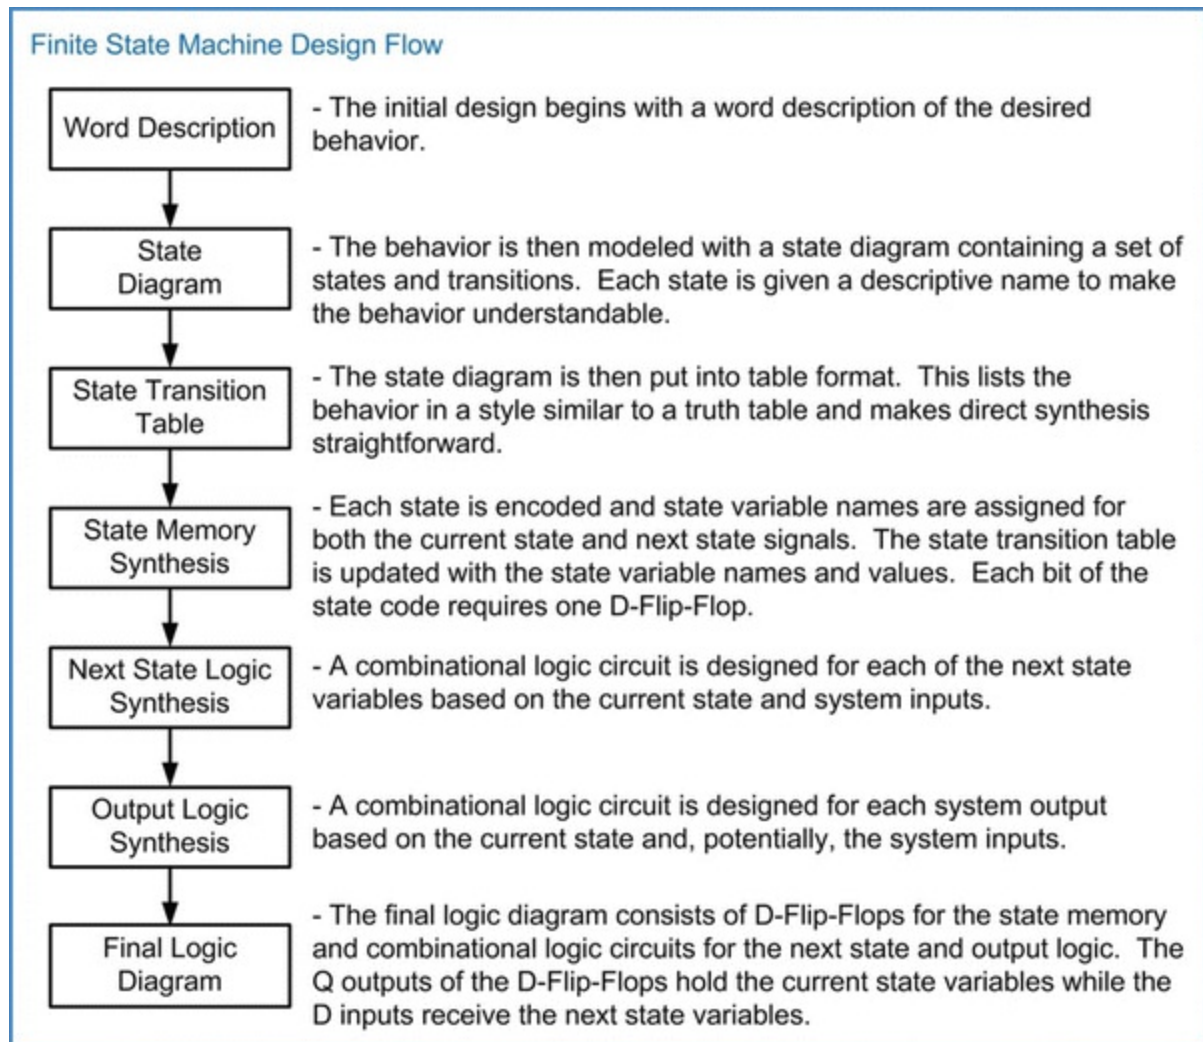 Finite State Machine Design Flow
Word Description
- The initial design begins with a word description of the desired
behavior.
State
Diagram
- The behavior is then modeled with a state diagram containing a set of
states and transitions.  Each state is given a descriptive name to make
the behavior understandable.
State Transition
Table
- The state diagram is then put into table format.  This lists the
behavior in a style similar to a truth table and makes direct synthesis
straightforward.
State Memory
Synthesis
- Each state is encoded and state variable names are assigned for
both the current state and next state signals.  The state transition table
is updated with the state variable names and values.  Each bit of the
state code requires one D-Flip-Flop.
Next State Logic
Synthesis
- A combinational logic circuit is designed for each of the next state
variables based on the current state and system inputs.
Output Logic
Synthesis
- A combinational logic circuit is designed for each system output
based on the current state and, potentially, the system inputs.
Final Logic
Diagram
- The final logic diagram consists of D-Flip-Flops for the state memory
and combinational logic circuits for the next state and output logic.  The
Q outputs of the D-Flip-Flops hold the current state variables while the
D inputs receive the next state variables.